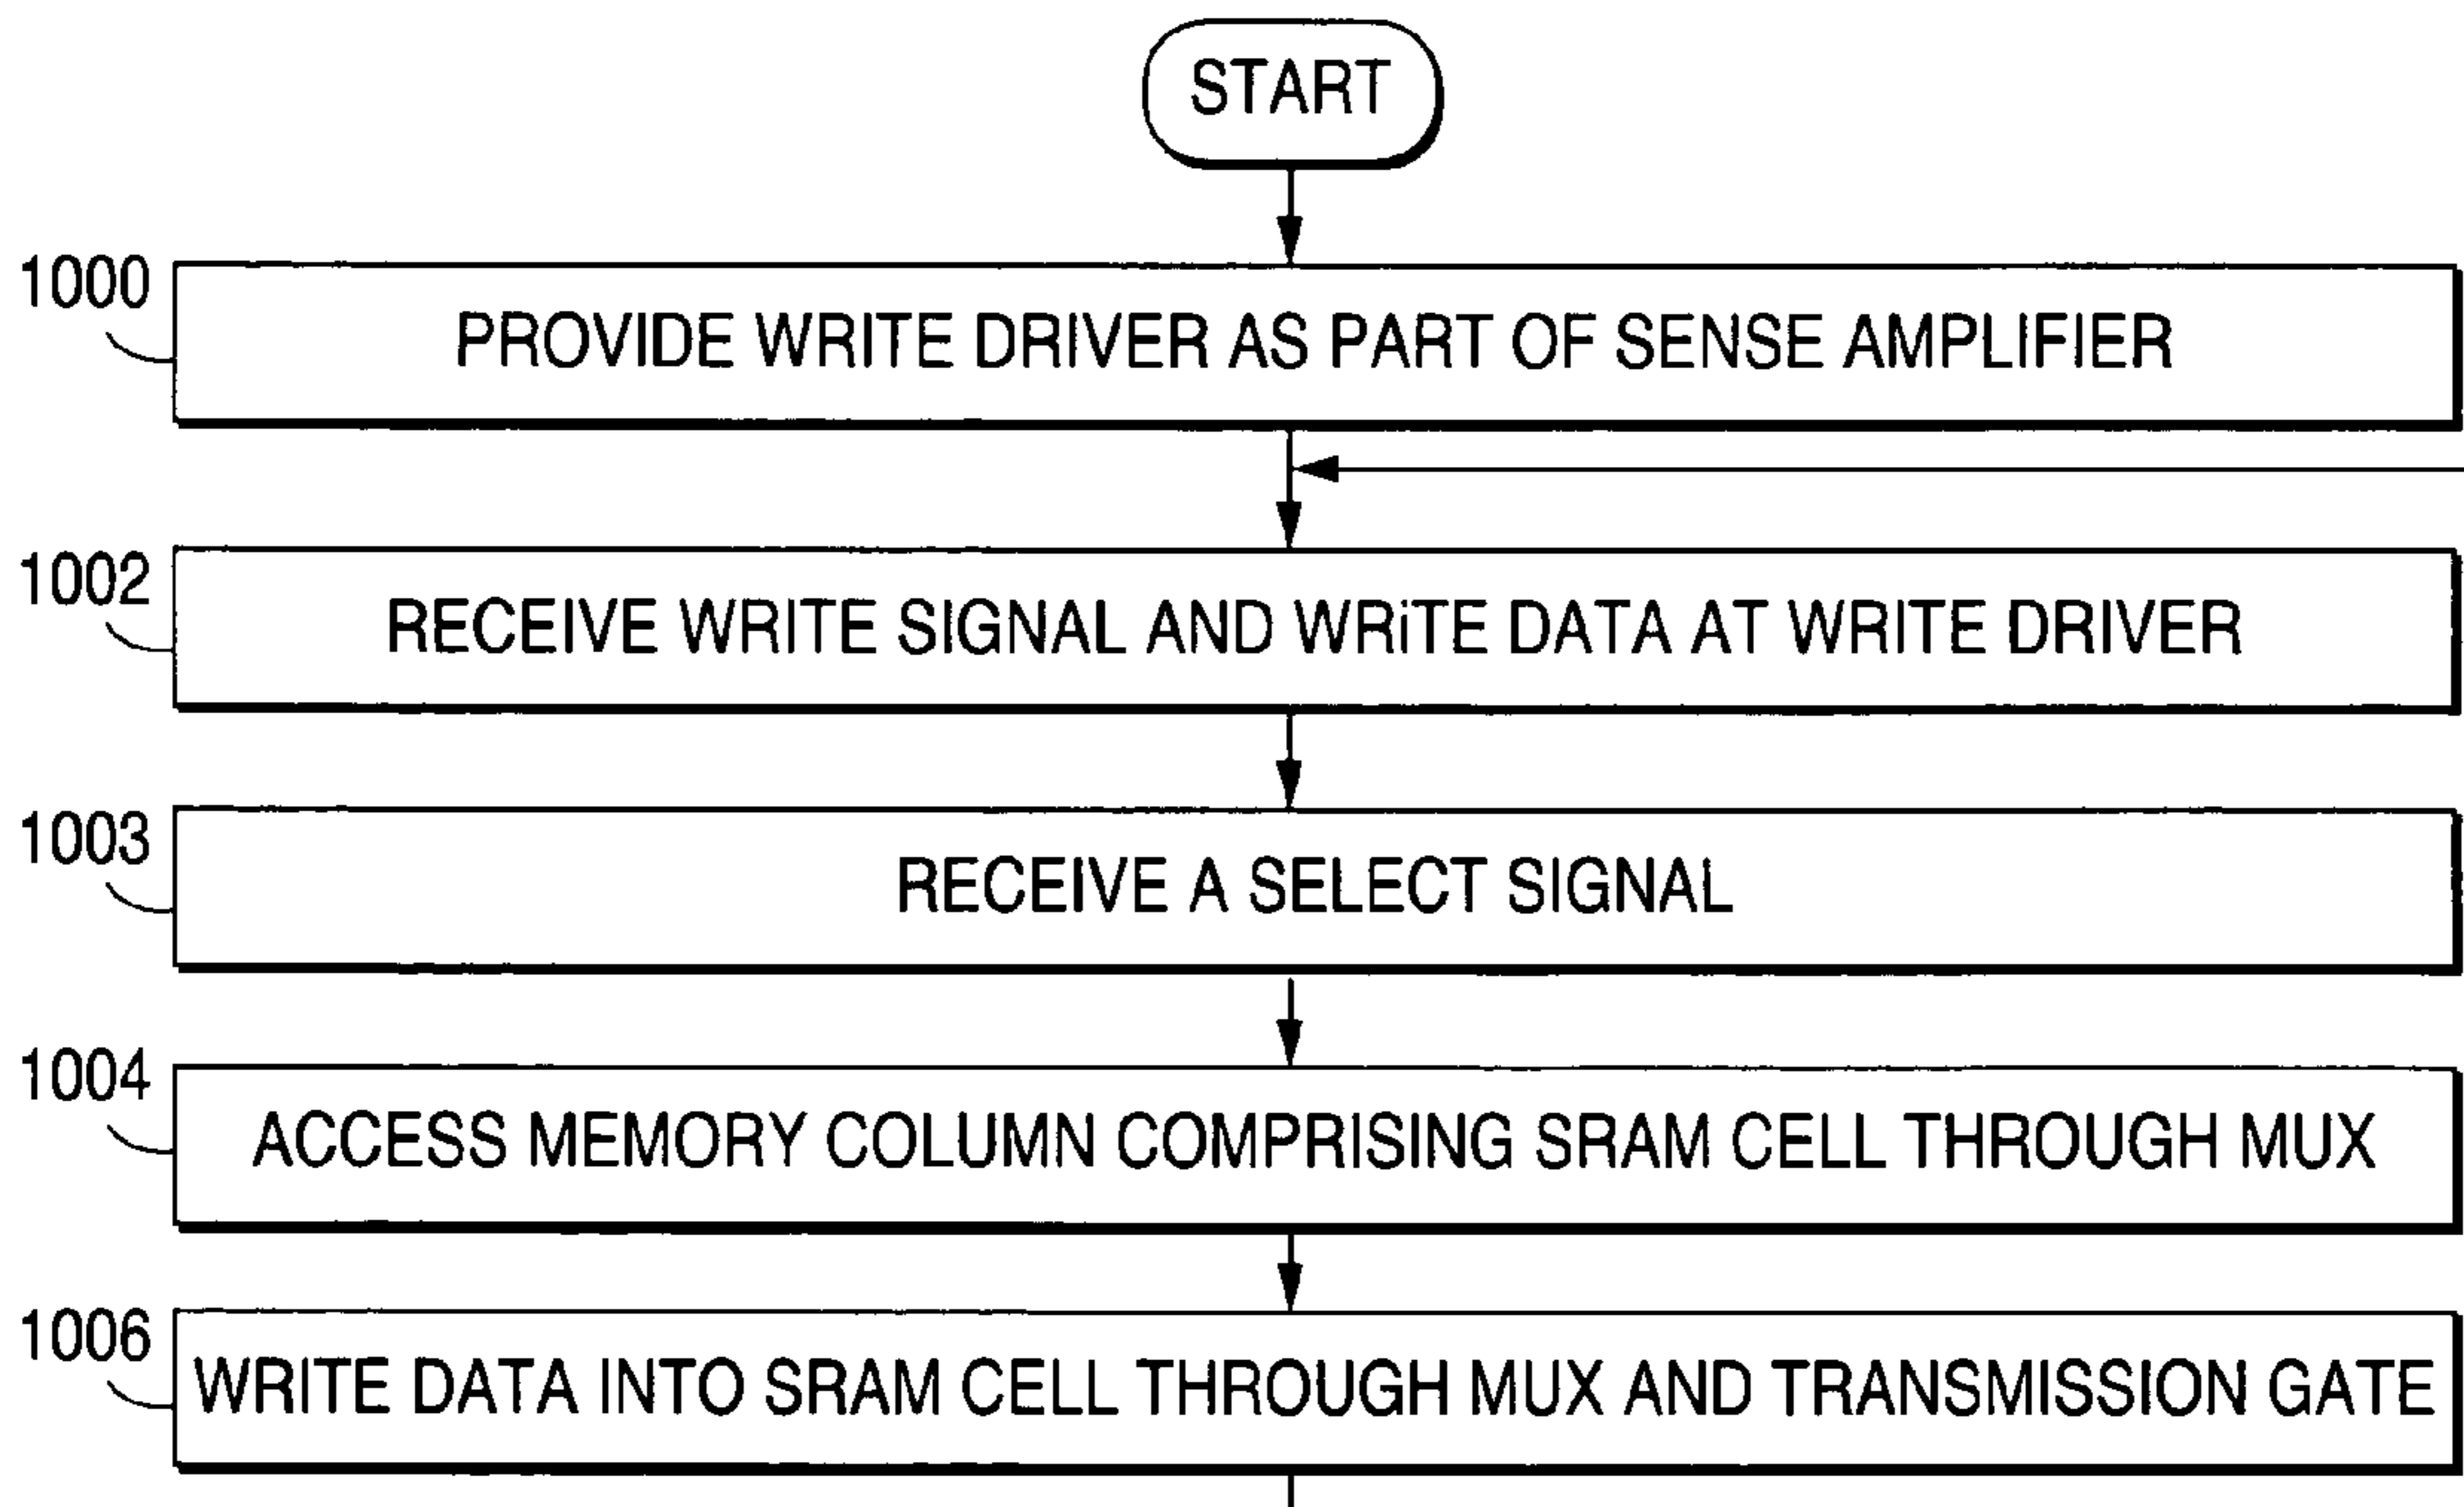 START
1000
PROVIDE WRITE DRIVER AS PART OF SENSE AMPLIFIER
1002
RECEIVE WRITE SIGNAL AND WRiTE DATA AT WRITE DRIVER
1003
RECEIVE A SELECT SIGNAL
1004
ACCESS MEMORY COLUMN COMPRISING SRAM CELL THROUGH MUX
1006
WRITE DATA INTO SRAM CELL THROUGH MUX AND TRANSMISSION GATE